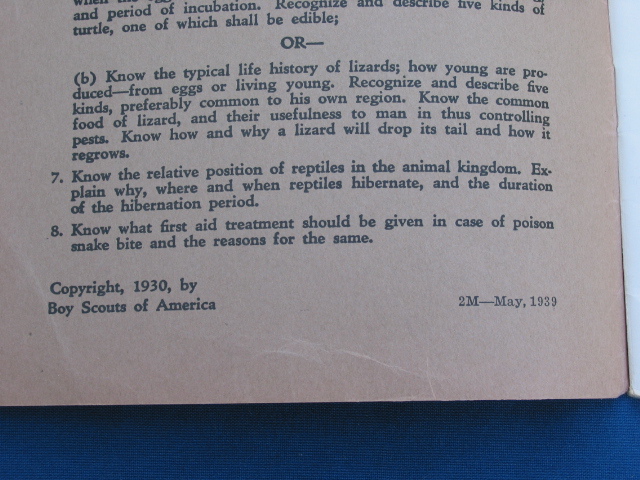 and period of incubation. Recognize and describe five kinds of
turtle, one of which shall be edible;
OR—
(b) Know the typical life history of lizards; how young are pro-
duced—from eggs or living young. Recognize and describe five
kinds, preferably common to his own region. Know the common
food of lizard, and their usefulness to man in thus controlling
pests. Know how and why a lizard will drop its tail and how it
regrows.
7. Know the relative position of reptiles in the animal kingdom. Ex-
plain why, where and when reptiles hibernate, and the duration
of the hibernation period.
8. Know what first aid treatment should be given in case of poison
snake bite and the reasons for the same.
Copyright, 1930, by
Boy Scouts of America
2M—May, 1939